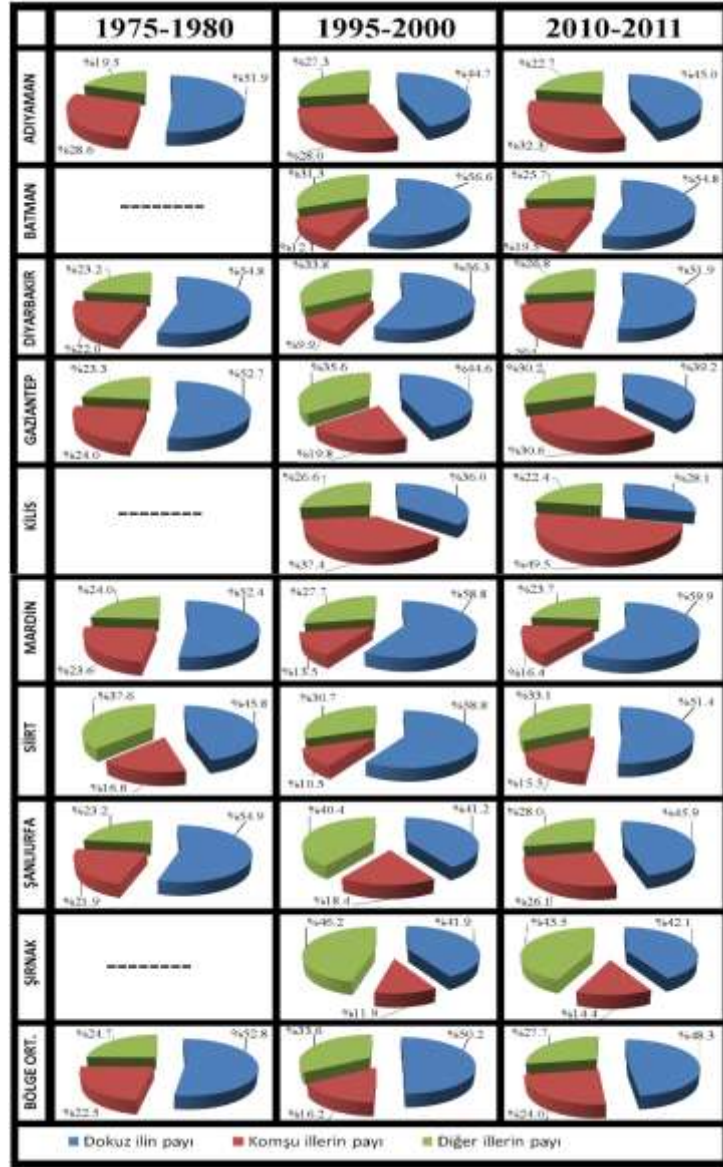 1975-1980 1995-2000 2010-2011
ADIYAMAN
%19.5 %51.9 %27.3 %44.7 %22.7 %45.0
%28.6 %28.0 %32.3
BATMAN
-------- %31.3 %56.6 %25.7 %54.8
%12.1 %19.5
DİYARBAKIR
%23.2 %54.8 %33.8 %56.3 %26.8 %51.9
%22.0 %9.9
GAZİANTEP
%23.3 %52.7 %35.6 %44.6 %30.2 %39.2
%24.0 %19.8 %30.6
KİLİS
-------- %26.6 %36.0 %22.4 %28.1
%37.4 %49.5
MARDİN
%24.0 %52.4 %27.7 %58.8 %23.7 %59.9
%23.6 %13.5 %16.4
SİİRT
%37.6 %45.8 %30.7 %58.8 %33.1 %51.4
%16.6 %10.5 %15.5
ŞANLIURFA
%23.2 %54.9 %40.4 %41.2 %28.0 %45.9
%21.9 %18.4 %26.1
ŞIRNAK
-------- %46.2 %41.9 %43.5 %42.1
%11.9 %14.4
BÖLGE ORT.
%24.7 %52.8 %33.6 %50.2 %27.7 %48.3
%22.5 %16.2 %24.0
Dokuz ilin payı Komşu illerin payı Diğer illerin payı